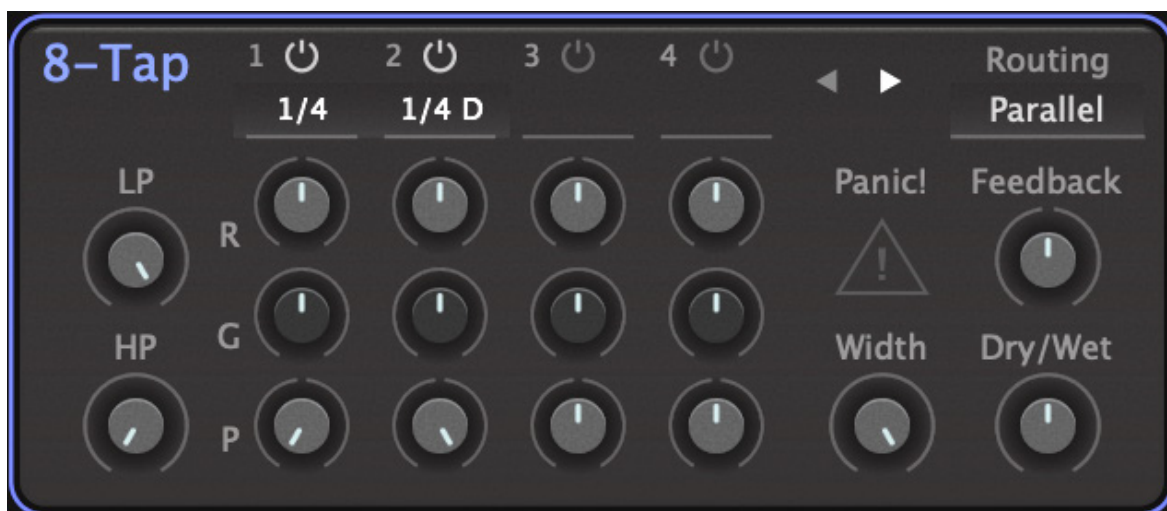 8-Tap 1 2 3 4 Routing
1/4 1/4 D Parallel
LP Panic! Feedback
R
!
G
HP Width Dry/Wet
P